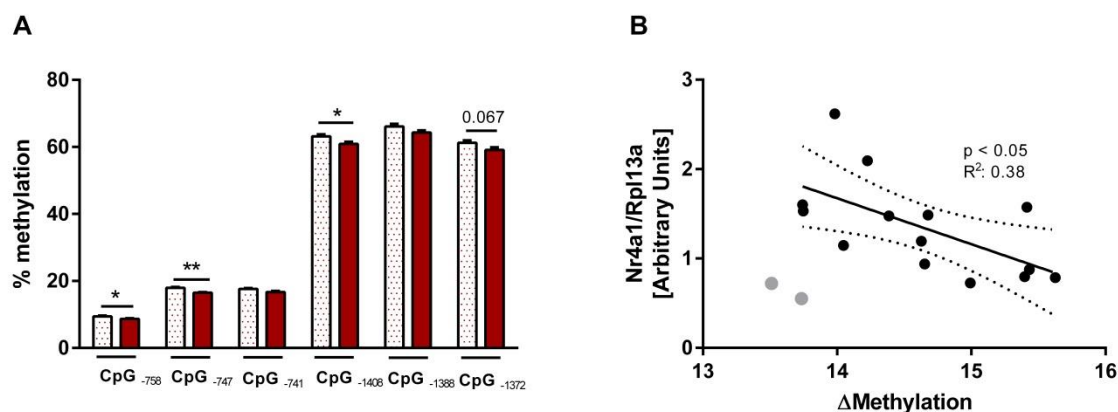 A
% methylation
80
60
40
20
0
*
**
*
0.067
CpG -758
CpG -747
CpG -741
CpG -1408
CpG -1388
CpG -1372
B
Nr4a1/Rpl13a
[Arbitrary Units]
3
2
1
0
p < 0.05
R²: 0.38
13
14
15
16
ΔMethylation